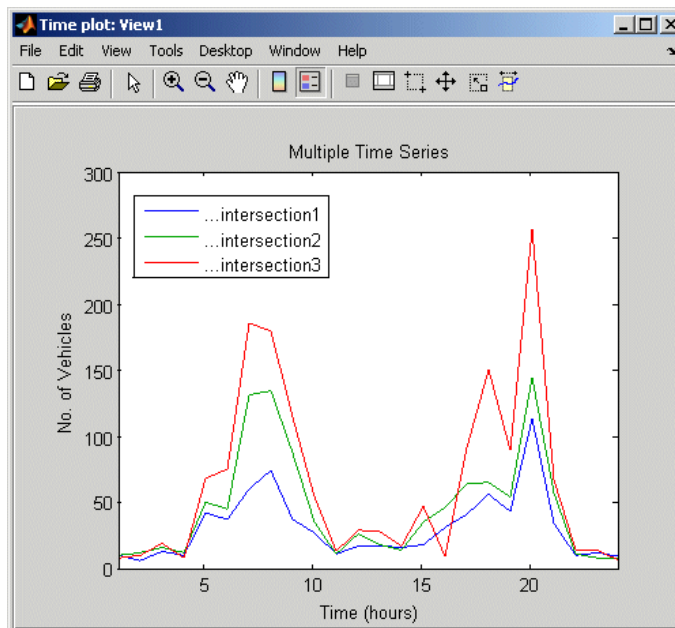 Time plot: View1
File Edit View Tools Desktop Window Help
Multiple Time Series
300
250
200
150
100
50
0
No. of Vehicles
...intersection1
...intersection2
...intersection3
5 10 15 20
Time (hours)